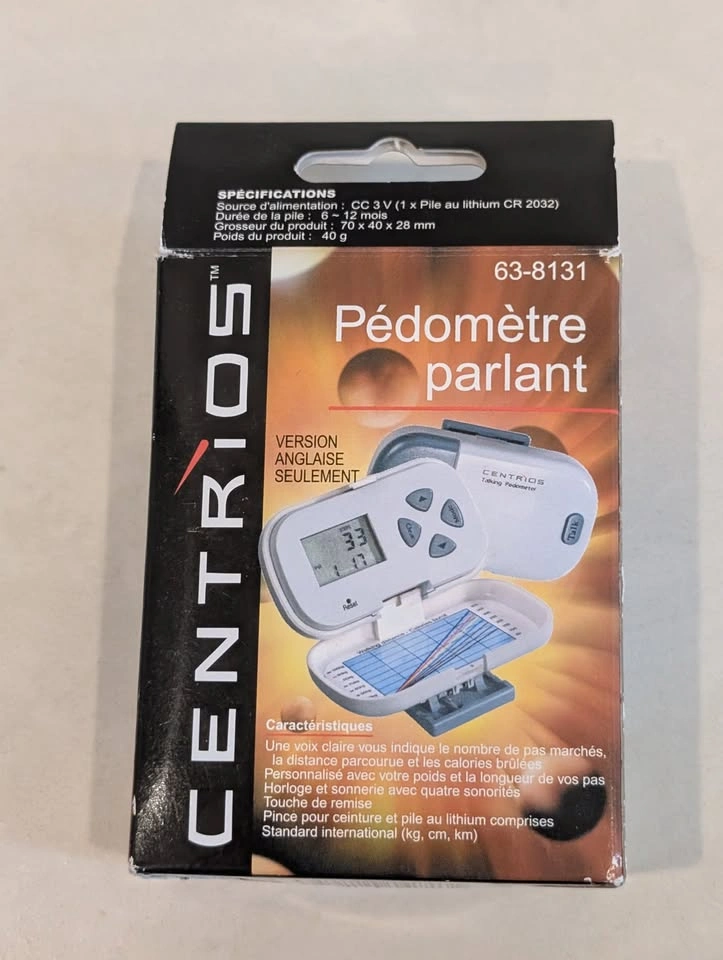 SPÉCIFICATIONS
Source d'alimentation : CC 3 V (1 x Pile au lithium CR 2032)
Durée de la pile : 6 ~ 12 mois
Grosseur du produit : 70 x 40 x 28 mm
Poids du produit : 40 g
CENTRIOS™
63-8131
Pédomètre
parlant
VERSION
ANGLAISE
SEULEMENT
CENTRIOS
Talking Pedometer
Talk
Reset
Caractéristiques
Une voix claire vous indique le nombre de pas marchés,
la distance parcourue et les calories brûlées
Personnalisé avec votre poids et la longueur de vos pas
Horloge et sonnerie avec quatre sonorités
Touche de remise
Pince pour ceinture et pile au lithium comprises
Standard international (kg, cm, km)